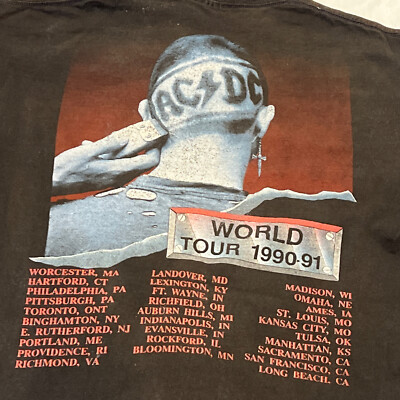 AC⚡DC
WORLD
TOUR 1990-91
WORCESTER, MA
HARTFORD, CT
PHILADELPHIA, PA
PITTSBURGH, PA
TORONTO, ONT
BINGHAMTON, NY
E. RUTHERFORD, NJ
PORTLAND, ME
PROVIDENCE, RI
RICHMOND, VA
LANDOVER, MD
LEXINGTON, KY
FT. WAYNE, IN
RICHFIELD, OH
AUBURN HILLS, MI
INDIANAPOLIS, IN
EVANSVILLE, IN
ROCKFORD, IL
BLOOMINGTON, MN
MADISON, WI
OMAHA, NE
AMES, IA
ST. LOUIS, MO
KANSAS CITY, MO
TULSA, OK
MANHATTAN, KS
SACRAMENTO, CA
SAN FRANCISCO, CA
LONG BEACH, CA